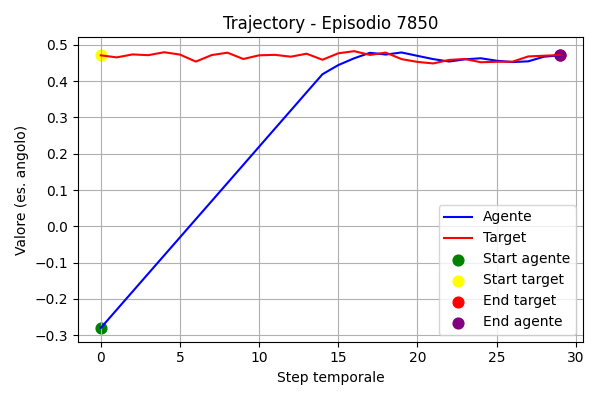 Trajectory - Episodio 7850
Valore (es. angolo)
0.5
0.4
0.3
0.2
0.1
0.0
−0.1
−0.2
−0.3
0
5
10
15
20
25
30
Step temporale
Agente
Target
Start agente
Start target
End target
End agente